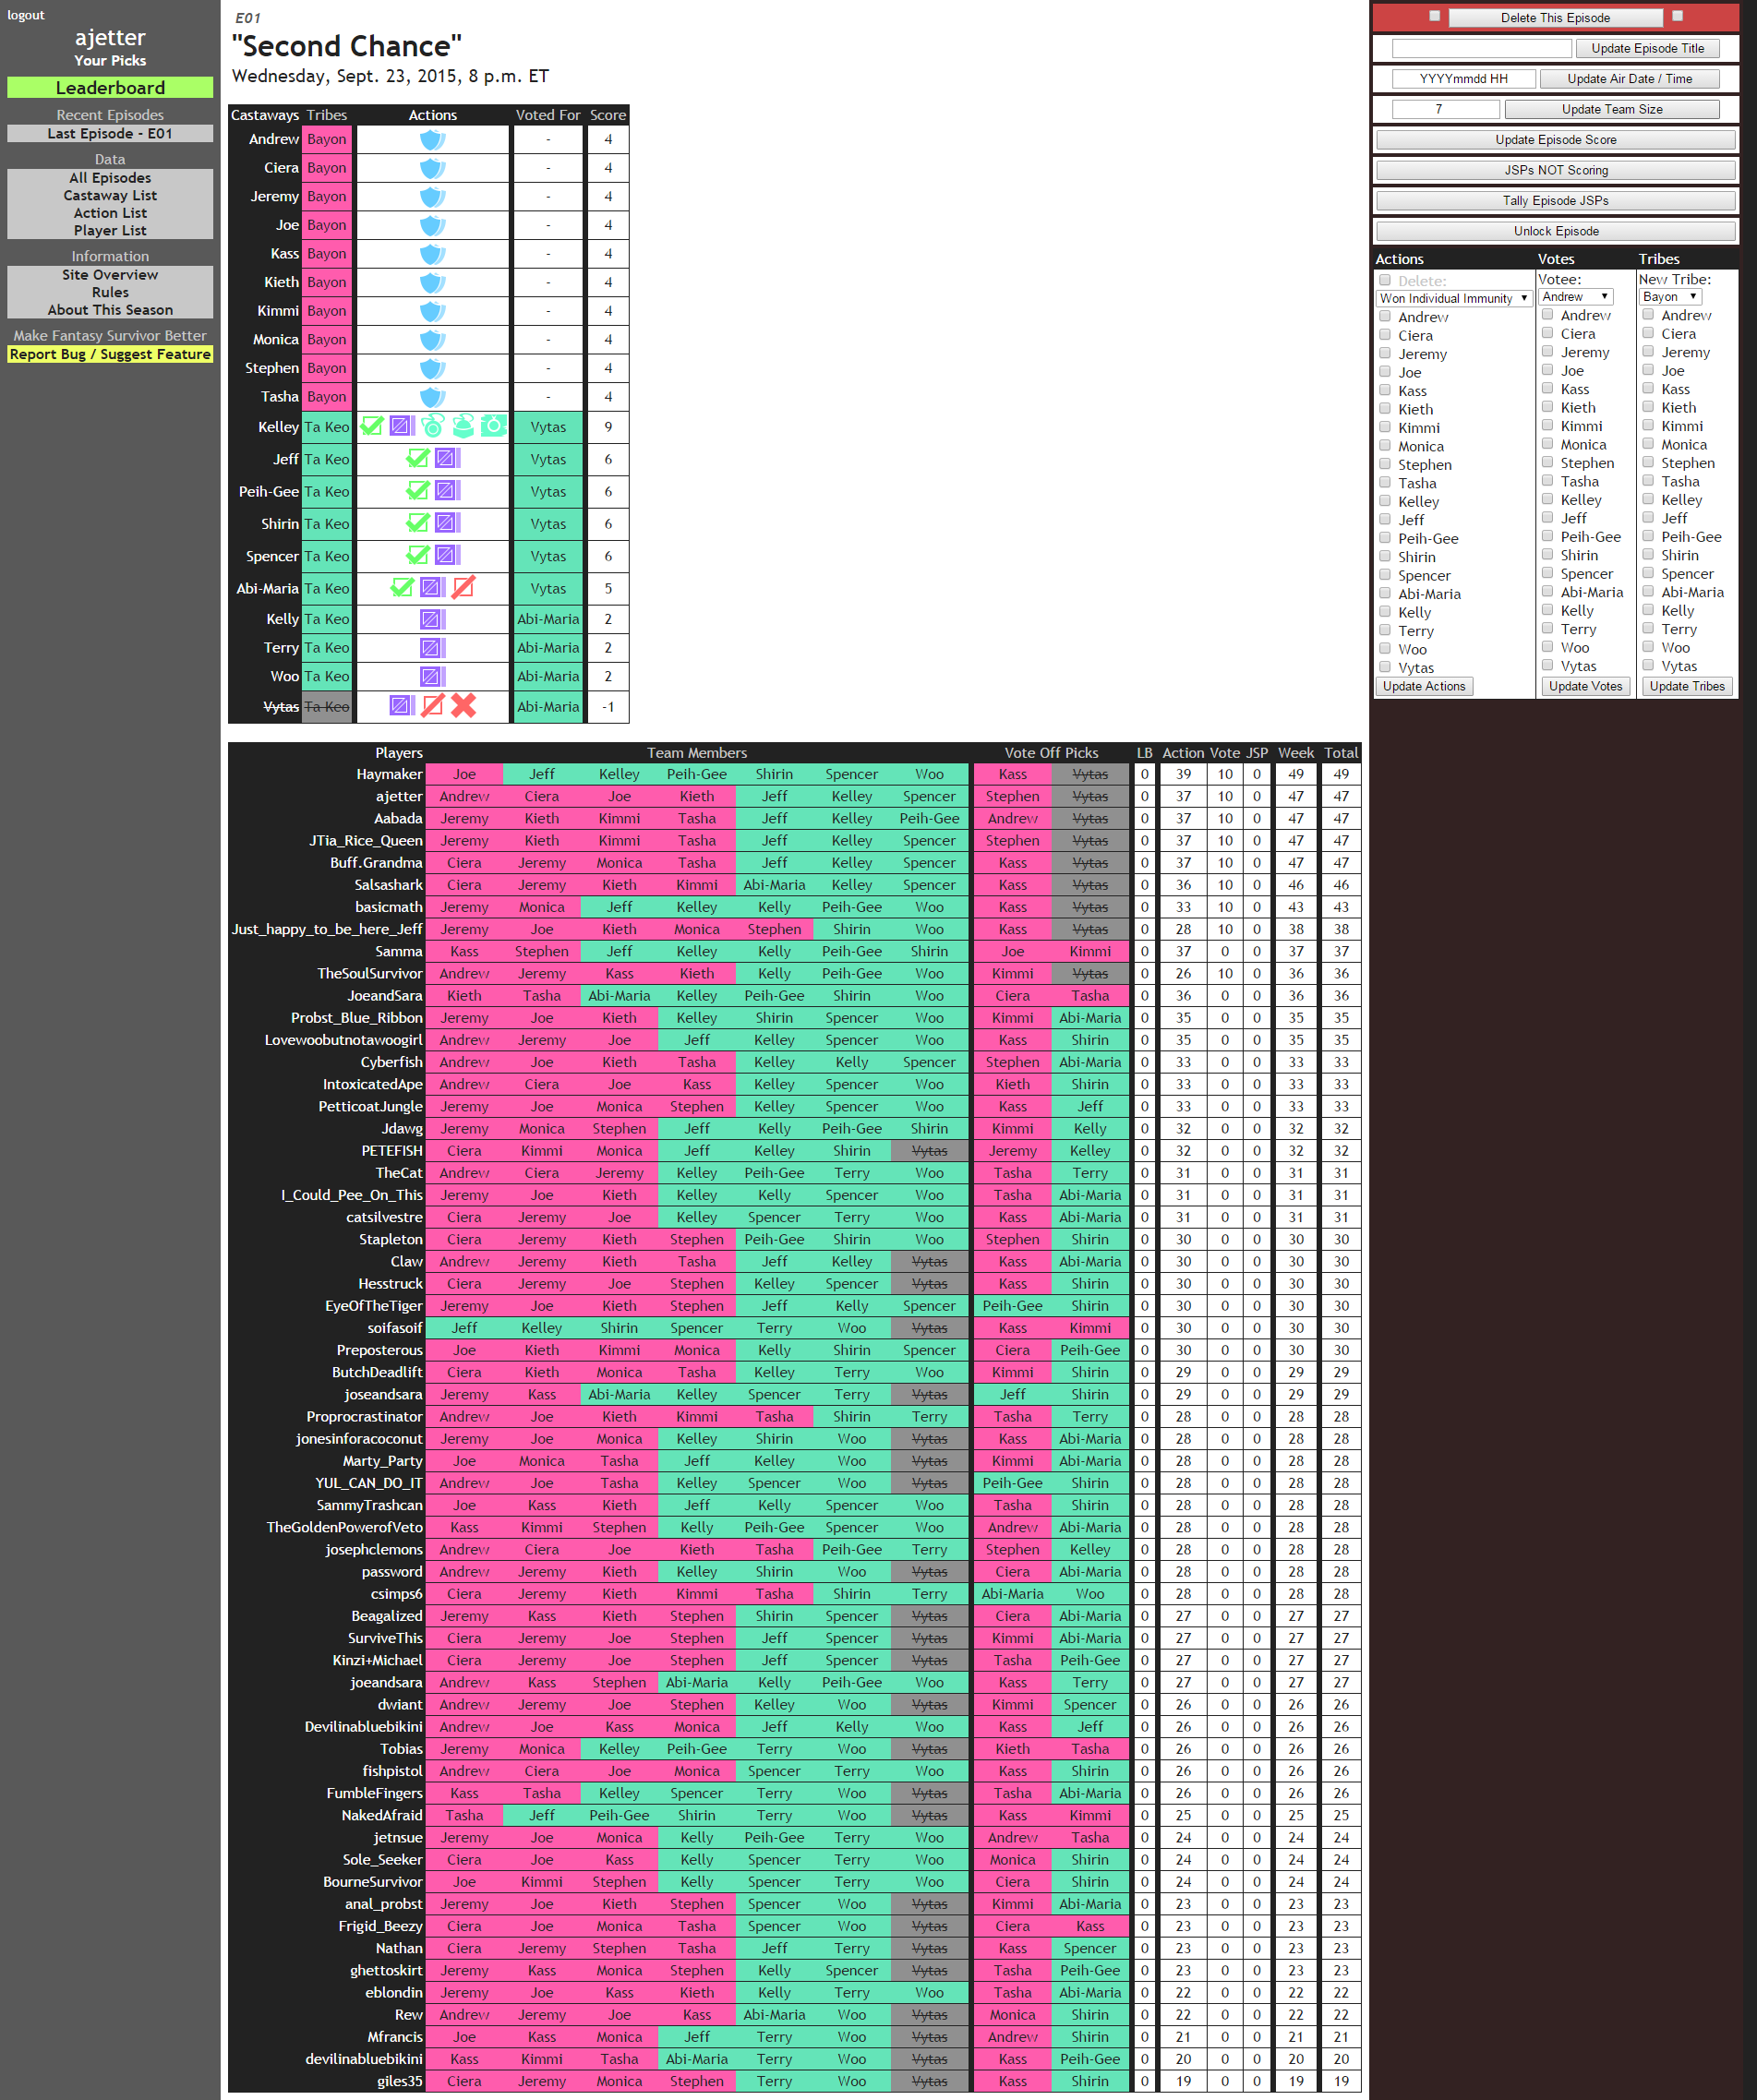 logout
ajetter
Your Picks
Leaderboard
Recent Episodes
Last Episode - E01
Data
All Episodes
Castaway List
Action List
Player List
Information
Site Overview
Rules
About This Season
Make Fantasy Survivor Better
Report Bug / Suggest Feature
E01
"Second Chance"
Wednesday, Sept. 23, 2015, 8 p.m. ET
Castaways Tribes Actions Voted For Score
Andrew Bayon - 4
Ciera Bayon - 4
Jeremy Bayon - 4
Joe Bayon - 4
Kass Bayon - 4
Kieth Bayon - 4
Kimmi Bayon - 4
Monica Bayon - 4
Stephen Bayon - 4
Tasha Bayon - 4
Kelley Ta Keo Vytas 9
Jeff Ta Keo Vytas 6
Peih-Gee Ta Keo Vytas 6
Shirin Ta Keo Vytas 6
Spencer Ta Keo Vytas 6
Abi-Maria Ta Keo Vytas 5
Kelly Ta Keo Abi-Maria 2
Terry Ta Keo Abi-Maria 2
Woo Ta Keo Abi-Maria 2
Vytas Ta Keo Abi-Maria -1
Players Team Members Vote Off Picks LB Action Vote JSP Week Total
Haymaker Joe Jeff Kelley Peih-Gee Shirin Spencer Woo Kass Vytas 0 39 10 0 49 49
ajetter Andrew Ciera Joe Kieth Jeff Kelley Spencer Stephen Vytas 0 37 10 0 47 47
Aabada Jeremy Kieth Kimmi Tasha Jeff Kelley Peih-Gee Andrew Vytas 0 37 10 0 47 47
JTia_Rice_Queen Jeremy Kieth Kimmi Tasha Jeff Kelley Spencer Stephen Vytas 0 37 10 0 47 47
Buff.Grandma Ciera Jeremy Monica Tasha Jeff Kelley Spencer Kass Vytas 0 37 10 0 47 47
Salsashark Ciera Jeremy Kieth Kimmi Abi-Maria Kelley Spencer Kass Vytas 0 36 10 0 46 46
basicmath Jeremy Monica Jeff Kelley Kelly Peih-Gee Woo Kass Vytas 0 33 10 0 43 43
Just_happy_to_be_here_Jeff Jeremy Joe Kieth Monica Stephen Shirin Woo Kass Vytas 0 28 10 0 38 38
Samma Kass Stephen Jeff Kelley Kelly Peih-Gee Shirin Joe Kimmi 0 37 0 0 37 37
TheSoulSurvivor Andrew Jeremy Kass Kieth Kelly Peih-Gee Woo Kimmi Vytas 0 26 10 0 36 36
JoeandSara Kieth Tasha Abi-Maria Kelley Peih-Gee Shirin Woo Ciera Tasha 0 36 0 0 36 36
Probst_Blue_Ribbon Jeremy Joe Kieth Kelley Shirin Spencer Woo Kimmi Abi-Maria 0 35 0 0 35 35
Lovewoobutnotawoogirl Andrew Jeremy Joe Jeff Kelley Spencer Woo Kass Shirin 0 35 0 0 35 35
Cyberfish Andrew Joe Kieth Tasha Kelley Kelly Spencer Stephen Abi-Maria 0 33 0 0 33 33
IntoxicatedApe Andrew Ciera Joe Kass Kelley Spencer Woo Kieth Shirin 0 33 0 0 33 33
PetticoatJungle Jeremy Joe Monica Stephen Kelley Spencer Woo Kass Jeff 0 33 0 0 33 33
Jdawg Jeremy Monica Stephen Jeff Kelly Peih-Gee Shirin Kimmi Kelly 0 32 0 0 32 32
PETEFISH Ciera Kimmi Monica Jeff Kelley Shirin Vytas Jeremy Kelley 0 32 0 0 32 32
TheCat Andrew Ciera Jeremy Kelley Peih-Gee Terry Woo Tasha Terry 0 31 0 0 31 31
I_Could_Pee_On_This Jeremy Joe Kieth Kelley Kelly Spencer Woo Tasha Abi-Maria 0 31 0 0 31 31
catsilvestre Ciera Jeremy Joe Kelley Spencer Terry Woo Kass Abi-Maria 0 31 0 0 31 31
Stapleton Ciera Jeremy Kieth Stephen Peih-Gee Shirin Woo Stephen Shirin 0 30 0 0 30 30
Claw Andrew Jeremy Kieth Tasha Jeff Kelley Vytas Kass Abi-Maria 0 30 0 0 30 30
Hesstruck Ciera Jeremy Joe Stephen Kelley Spencer Vytas Kass Shirin 0 30 0 0 30 30
EyeOfTheTiger Jeremy Joe Kieth Stephen Jeff Kelly Spencer Peih-Gee Shirin 0 30 0 0 30 30
soifasoif Jeff Kelley Shirin Spencer Terry Woo Vytas Kass Kimmi 0 30 0 0 30 30
Preposterous Joe Kieth Kimmi Monica Kelly Shirin Spencer Ciera Peih-Gee 0 30 0 0 30 30
ButchDeadlift Ciera Kieth Monica Tasha Kelley Terry Woo Kimmi Shirin 0 29 0 0 29 29
joseandsara Jeremy Kass Abi-Maria Kelley Spencer Terry Vytas Jeff Shirin 0 29 0 0 29 29
Proprocrastinator Andrew Joe Kieth Kimmi Tasha Shirin Terry Tasha Terry 0 28 0 0 28 28
jonesinforacoconut Jeremy Joe Monica Kelley Shirin Woo Vytas Kass Abi-Maria 0 28 0 0 28 28
Marty_Party Joe Monica Tasha Jeff Kelley Woo Vytas Kimmi Abi-Maria 0 28 0 0 28 28
YUL_CAN_DO_IT Andrew Joe Tasha Kelley Spencer Woo Vytas Peih-Gee Shirin 0 28 0 0 28 28
SammyTrashcan Joe Kass Kieth Jeff Kelly Spencer Woo Tasha Shirin 0 28 0 0 28 28
TheGoldenPowerofVeto Kass Kimmi Stephen Kelly Peih-Gee Spencer Woo Andrew Abi-Maria 0 28 0 0 28 28
josephclemons Andrew Ciera Joe Kieth Tasha Peih-Gee Terry Stephen Kelley 0 28 0 0 28 28
password Andrew Jeremy Kieth Kelley Shirin Woo Vytas Ciera Abi-Maria 0 28 0 0 28 28
csimps6 Ciera Jeremy Kieth Kimmi Tasha Shirin Terry Abi-Maria Woo 0 28 0 0 28 28
Beagalized Jeremy Kass Kieth Stephen Shirin Spencer Vytas Ciera Abi-Maria 0 27 0 0 27 27
SurviveThis Ciera Jeremy Joe Stephen Jeff Spencer Vytas Kimmi Abi-Maria 0 27 0 0 27 27
Kinzi+Michael Ciera Jeremy Joe Stephen Jeff Spencer Vytas Tasha Peih-Gee 0 27 0 0 27 27
joeandsara Andrew Kass Stephen Abi-Maria Kelly Peih-Gee Woo Kass Terry 0 27 0 0 27 27
dwiant Andrew Jeremy Joe Stephen Kelley Woo Vytas Kimmi Spencer 0 26 0 0 26 26
Devilinabluebikini Andrew Joe Kass Monica Jeff Kelly Woo Kass Jeff 0 26 0 0 26 26
Tobias Jeremy Monica Kelley Peih-Gee Terry Woo Vytas Kieth Tasha 0 26 0 0 26 26
fishpistol Andrew Ciera Joe Monica Spencer Terry Woo Kass Shirin 0 26 0 0 26 26
FumbleFingers Kass Tasha Kelley Spencer Terry Woo Vytas Tasha Abi-Maria 0 26 0 0 26 26
NakedAfraid Tasha Jeff Peih-Gee Shirin Terry Woo Vytas Kass Kimmi 0 25 0 0 25 25
jetnsue Jeremy Joe Monica Kelly Peih-Gee Terry Woo Andrew Tasha 0 24 0 0 24 24
Sole_Seeker Ciera Joe Kass Kelly Spencer Terry Woo Monica Shirin 0 24 0 0 24 24
BourneSurvivor Joe Kimmi Stephen Kelly Spencer Terry Woo Ciera Shirin 0 24 0 0 24 24
anal_probst Jeremy Joe Kieth Stephen Spencer Woo Vytas Kimmi Abi-Maria 0 23 0 0 23 23
Frigid_Beezy Ciera Joe Monica Tasha Spencer Woo Vytas Ciera Kass 0 23 0 0 23 23
Nathan Ciera Jeremy Stephen Tasha Jeff Terry Vytas Kass Spencer 0 23 0 0 23 23
ghettoskirt Jeremy Kass Monica Stephen Kelly Spencer Vytas Tasha Peih-Gee 0 23 0 0 23 23
eblondin Jeremy Joe Kass Kieth Kelly Terry Woo Tasha Abi-Maria 0 22 0 0 22 22
Rew Andrew Jeremy Joe Kass Abi-Maria Woo Vytas Monica Shirin 0 22 0 0 22 22
Mfrancis Joe Kass Monica Jeff Terry Woo Vytas Andrew Shirin 0 21 0 0 21 21
devilinabluebikini Kass Kimmi Tasha Abi-Maria Terry Woo Vytas Kass Peih-Gee 0 20 0 0 20 20
giles35 Ciera Jeremy Monica Stephen Terry Woo Vytas Kass Shirin 0 19 0 0 19 19
Delete This Episode
Update Episode Title
YYYYmmdd HH Update Air Date / Time
7 Update Team Size
Update Episode Score
JSPs NOT Scoring
Tally Episode JSPs
Unlock Episode
Actions Votes Tribes
Delete: Votee: New Tribe:
Won Individual Immunity Andrew Bayon
Andrew Andrew Andrew
Ciera Ciera Ciera
Jeremy Jeremy Jeremy
Joe Joe Joe
Kass Kass Kass
Kieth Kieth Kieth
Kimmi Kimmi Kimmi
Monica Monica Monica
Stephen Stephen Stephen
Tasha Tasha Tasha
Kelley Kelley Kelley
Jeff Jeff Jeff
Peih-Gee Peih-Gee Peih-Gee
Shirin Shirin Shirin
Spencer Spencer Spencer
Abi-Maria Abi-Maria Abi-Maria
Kelly Kelly Kelly
Terry Terry Terry
Woo Woo Woo
Vytas Vytas Vytas
Update Actions Update Votes Update Tribes